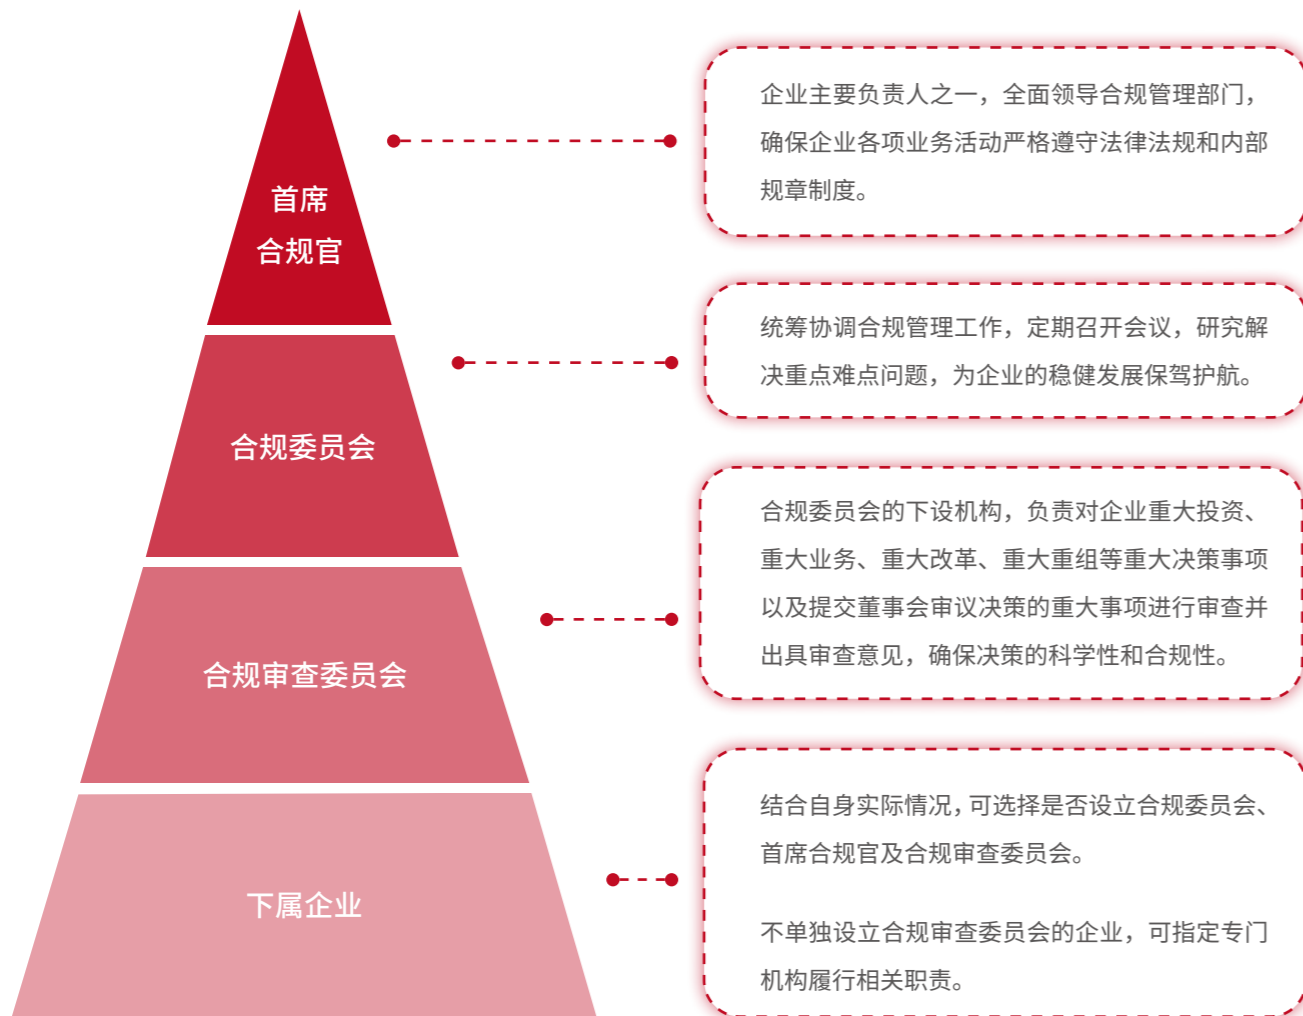 首席
合规官
企业主要负责人之一，全面领导合规管理部门，
确保企业各项业务活动严格遵守法律法规和内部
规章制度。
合规委员会
统筹协调合规管理工作，定期召开会议，研究解
决重点难点问题，为企业的稳健发展保驾护航。
合规审查委员会
合规委员会的下设机构，负责对企业重大投资、
重大业务、重大改革、重大重组等重大决策事项
以及提交董事会审议决策的重大事项进行审查并
出具审查意见，确保决策的科学性和合规性。
下属企业
结合自身实际情况，可选择是否设立合规委员会、
首席合规官及合规审查委员会。
不单独设立合规审查委员会的企业，可指定专门
机构履行相关职责。